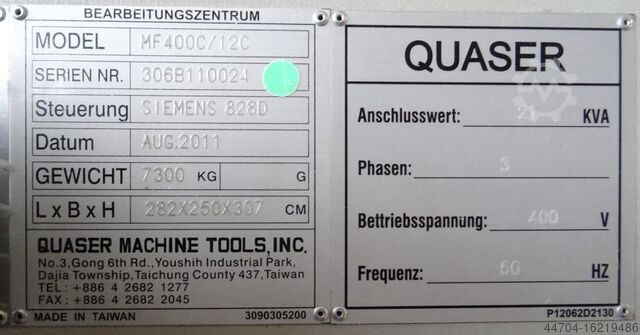 BEARBEITUNGSZENTRUM
MODEL MF400C/12C
SERIEN NR. 306B110024
Steuerung SIEMENS 828D
Datum AUG.2011
GEWICHT 7300 KG G
L x B x H 282X250X307 CM
QUASER MACHINE TOOLS, INC.
No.3,Gong 6th Rd.,Youshih Industrial Park,
Dajia Township,Taichung County 437,Taiwan
TEL : +886 4 2682 1277
FAX : +886 4 2682 2045
MADE IN TAIWAN 3090305200
QUASER
Anschlusswert: 21 KVA
Phasen: 3
Bettriebsspannung: 400 V
Frequenz: 50 HZ
P12062D2130
44704-16219486